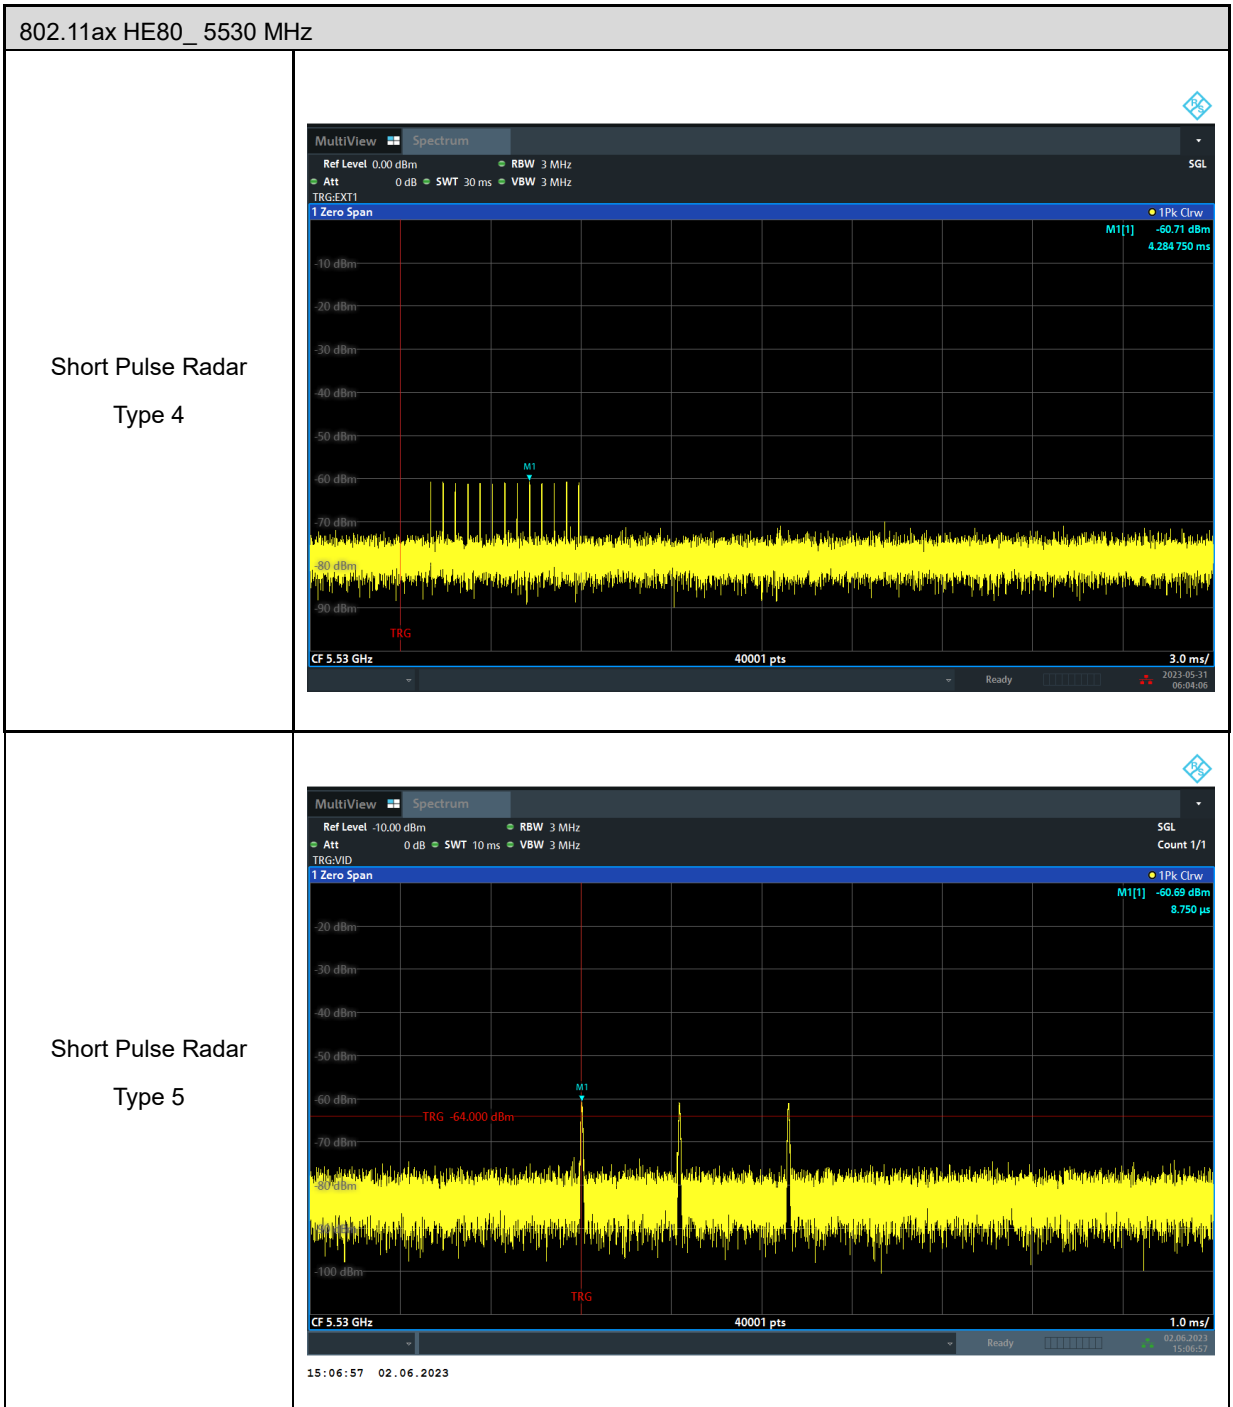 802.11ax HE80_ 5530 MHz
Short Pulse Radar
Type 4
R&S
MultiView Spectrum
Ref Level 0.00 dBm RBW 3 MHz SGL
Att 0 dB SWT 30 ms VBW 3 MHz
TRG:EXT1
1 Zero Span 1Pk Clrw
M1[1] -60.71 dBm
4.284 750 ms
-10 dBm
-20 dBm
-30 dBm
-40 dBm
-50 dBm
M1
-60 dBm
-70 dBm
-80 dBm
-90 dBm
TRG
CF 5.53 GHz 40001 pts 3.0 ms/
Ready 2023-05-31
06:04:06
Short Pulse Radar
Type 5
R&S
MultiView Spectrum
Ref Level -10.00 dBm RBW 3 MHz SGL
Att 0 dB SWT 10 ms VBW 3 MHz Count 1/1
TRG:VID
1 Zero Span 1Pk Clrw
M1[1] -60.69 dBm
8.750 µs
-20 dBm
-30 dBm
-40 dBm
-50 dBm
M1
-60 dBm
TRG -64.000 dBm
-70 dBm
-80 dBm
-100 dBm
TRG
CF 5.53 GHz 40001 pts 1.0 ms/
Ready 02.06.2023
15:06:57
15:06:57 02.06.2023